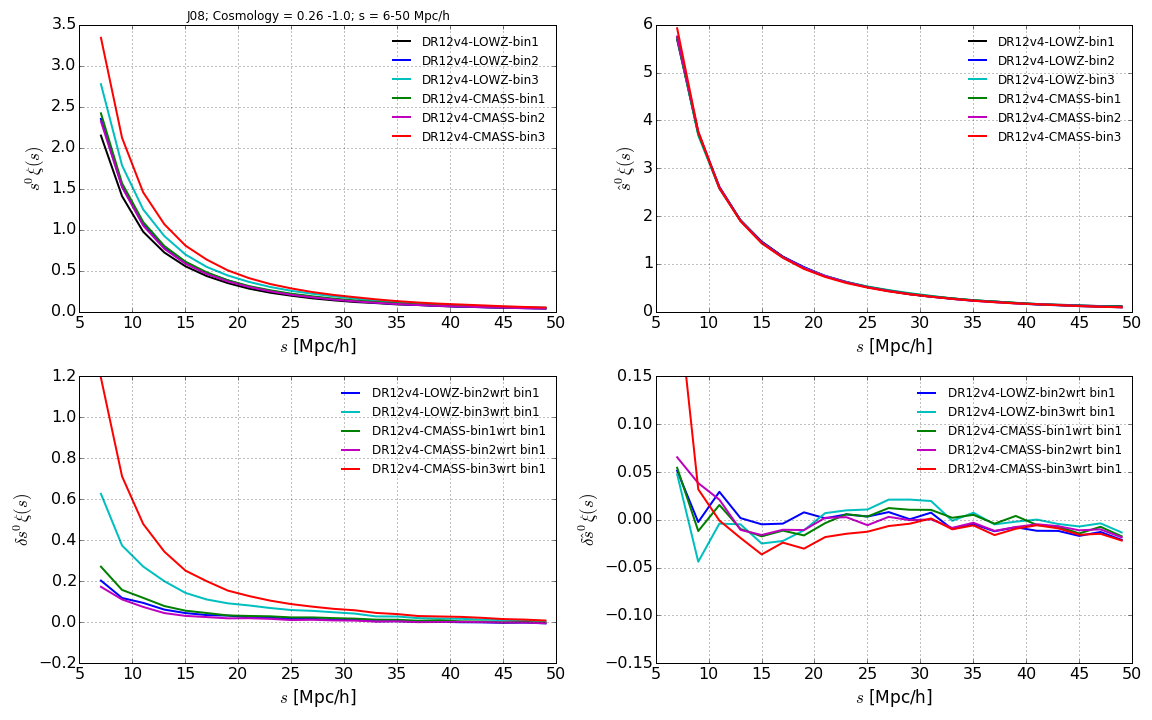 J08; Cosmology = 0.26 -1.0; s = 6-50 Mpc/h
3.5
3.0
2.5
2.0
1.5
1.0
0.5
0.0
s⁰ ξ(s)
DR12v4-LOWZ-bin1
DR12v4-LOWZ-bin2
DR12v4-LOWZ-bin3
DR12v4-CMASS-bin1
DR12v4-CMASS-bin2
DR12v4-CMASS-bin3
5 10 15 20 25 30 35 40 45 50
s [Mpc/h]
6
5
4
3
2
1
0
ŝ⁰ ξ(s)
DR12v4-LOWZ-bin1
DR12v4-LOWZ-bin2
DR12v4-LOWZ-bin3
DR12v4-CMASS-bin1
DR12v4-CMASS-bin2
DR12v4-CMASS-bin3
5 10 15 20 25 30 35 40 45 50
s [Mpc/h]
1.2
1.0
0.8
0.6
0.4
0.2
0.0
−0.2
δs⁰ ξ(s)
DR12v4-LOWZ-bin2wrt bin1
DR12v4-LOWZ-bin3wrt bin1
DR12v4-CMASS-bin1wrt bin1
DR12v4-CMASS-bin2wrt bin1
DR12v4-CMASS-bin3wrt bin1
5 10 15 20 25 30 35 40 45 50
s [Mpc/h]
0.15
0.10
0.05
0.00
−0.05
−0.10
−0.15
δŝ⁰ ξ(s)
DR12v4-LOWZ-bin2wrt bin1
DR12v4-LOWZ-bin3wrt bin1
DR12v4-CMASS-bin1wrt bin1
DR12v4-CMASS-bin2wrt bin1
DR12v4-CMASS-bin3wrt bin1
5 10 15 20 25 30 35 40 45 50
s [Mpc/h]